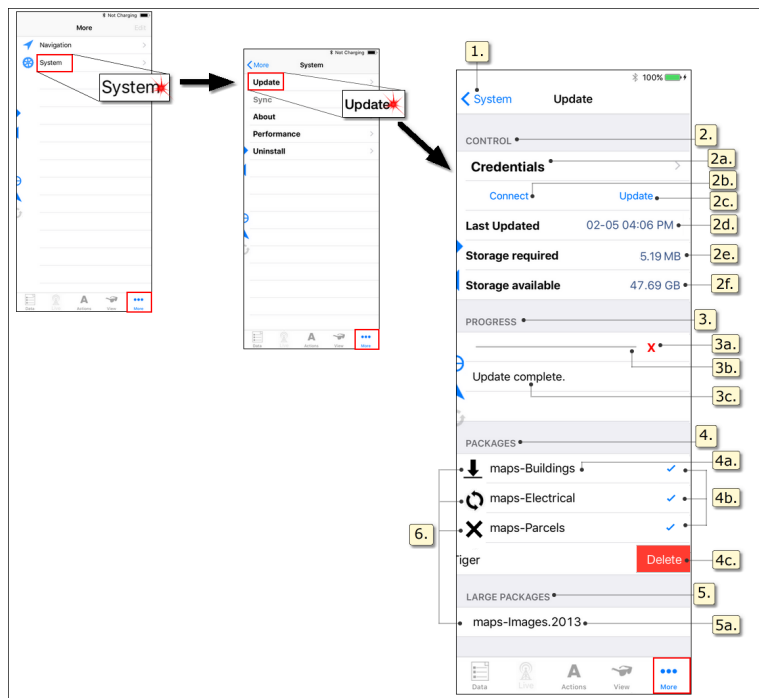 Not Charging
More
Edit
Navigation
System
System
Data
Live
Actions
View
More
Not Charging
More
System
Update
Sync
About
Performance
Uninstall
Update
Data
Live
Actions
View
More
1.
100%
System
Update
CONTROL
2.
Credentials
2a.
Connect
2b.
Update
2c.
Last Updated
02-05 04:06 PM
2d.
Storage required
5.19 MB
2e.
Storage available
47.69 GB
2f.
PROGRESS
3.
X
3a.
3b.
Update complete.
3c.
PACKAGES
4.
maps-Buildings
4a.
maps-Electrical
4b.
maps-Parcels
6.
Tiger
Delete
4c.
LARGE PACKAGES
5.
maps-Images.2013
5a.
Data
Live
Actions
View
More